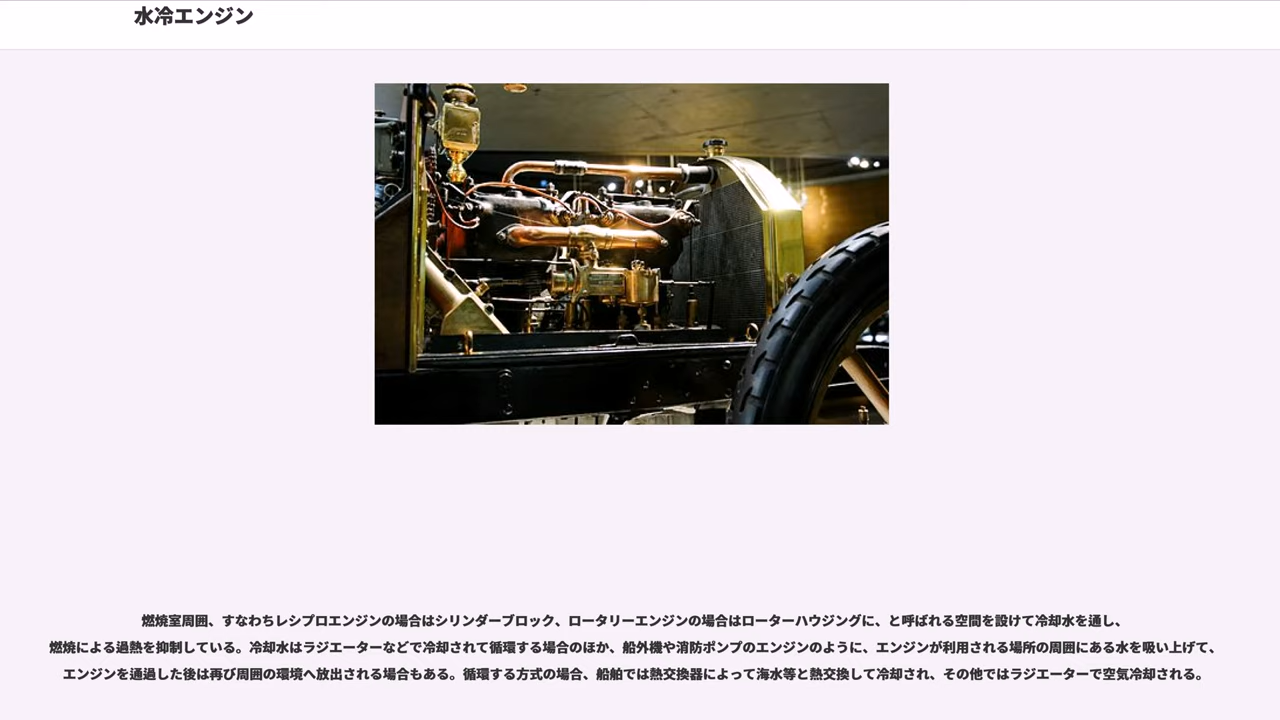 水冷エンジン
燃焼室周囲、すなわちレシプロエンジンの場合はシリンダーブロック、ロータリーエンジンの場合はローターハウジングに、と呼ばれる空間を設けて冷却水を通し、
燃焼による過熱を抑制している。冷却水はラジエーターなどで冷却されて循環する場合のほか、船外機や消防ポンプのエンジンのように、エンジンが利用される場所の周囲にある水を吸い上げて、
エンジンを通過した後は再び周囲の環境へ放出される場合もある。循環する方式の場合、船舶では熱交換器によって海水等と熱交換して冷却され、その他ではラジエーターで空気冷却される。